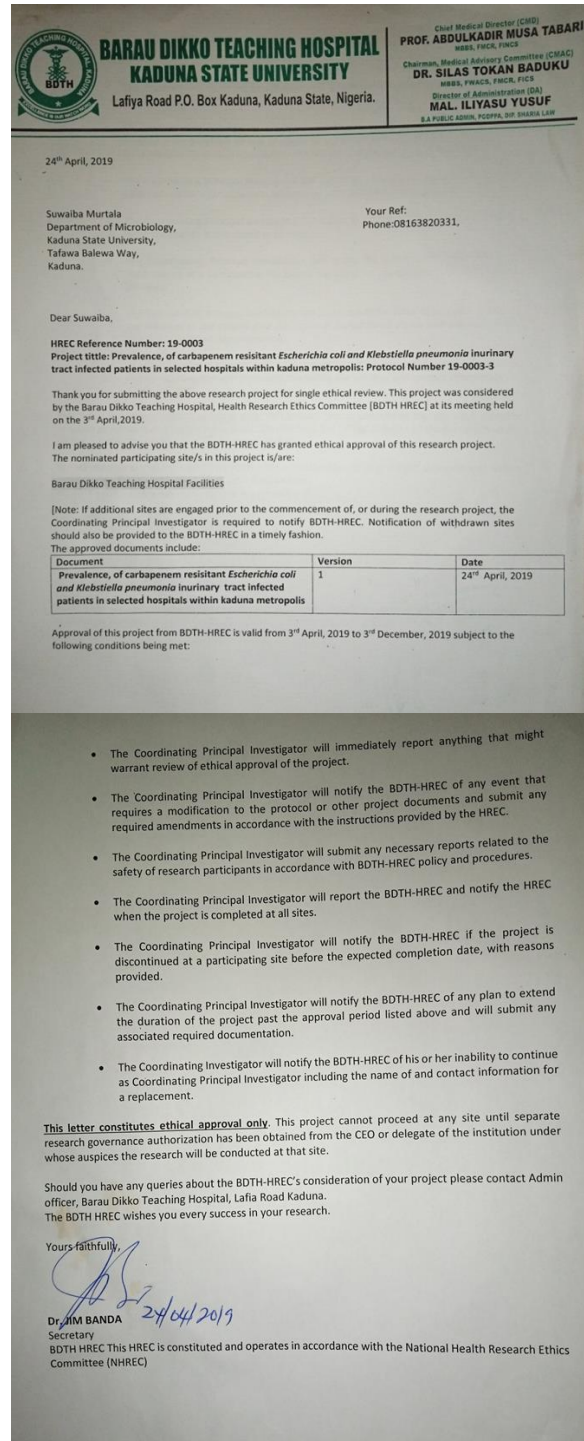 BARAU DIKKO TEACHING HOSPITAL
KADUNA STATE UNIVERSITY
Lafiya Road P.O. Box Kaduna, Kaduna State, Nigeria.
BDTH
Chief Medical Director (CMD)
PROF. ABDULKADIR MUSA TABARI
MBBS, FMCR, FINCS
Chairman, Medical Advisory Committee (CMAC)
DR. SILAS TOKAN BADUKU
MBBS, FWACS, FMCR, FICS
Director of Administration (DA)
MAL. ILIYASU YUSUF
B.A PUBLIC ADMIN, PCDPPA, DIP. SHARIA LAW
24th April, 2019
Suwaiba Murtala
Department of Microbiology,
Kaduna State University,
Tafawa Balewa Way,
Kaduna.
Your Ref:
Phone:08163820331,
Dear Suwaiba,
HREC Reference Number: 19-0003
Project tittle: Prevalence, of carbapenem resisitant Escherichia coli and Klebstiella pneumonia inurinary
tract infected patients in selected hospitals within kaduna metropolis: Protocol Number 19-0003-3
Thank you for submitting the above research project for single ethical review. This project was considered
by the Barau Dikko Teaching Hospital, Health Research Ethics Committee [BDTH HREC] at its meeting held
on the 3rd April,2019.
I am pleased to advise you that the BDTH-HREC has granted ethical approval of this research project.
The nominated participating site/s in this project is/are:
Barau Dikko Teaching Hospital Facilities
[Note: If additional sites are engaged prior to the commencement of, or during the research project, the
Coordinating Principal Investigator is required to notify BDTH-HREC. Notification of withdrawn sites
should also be provided to the BDTH-HREC in a timely fashion.
The approved documents include:
Document Version Date
Prevalence, of carbapenem resisitant Escherichia coli 1 24rd April, 2019
and Klebstiella pneumonia inurinary tract infected
patients in selected hospitals within kaduna metropolis
Approval of this project from BDTH-HREC is valid from 3rd April, 2019 to 3rd December, 2019 subject to the
following conditions being met:
• The Coordinating Principal Investigator will immediately report anything that might
warrant review of ethical approval of the project.
• The Coordinating Principal Investigator will notify the BDTH-HREC of any event that
requires a modification to the protocol or other project documents and submit any
required amendments in accordance with the instructions provided by the HREC.
• The Coordinating Principal Investigator will submit any necessary reports related to the
safety of research participants in accordance with BDTH-HREC policy and procedures.
• The Coordinating Principal Investigator will report the BDTH-HREC and notify the HREC
when the project is completed at all sites.
• The Coordinating Principal Investigator will notify the BDTH-HREC if the project is
discontinued at a participating site before the expected completion date, with reasons
provided.
• The Coordinating Principal Investigator will notify the BDTH-HREC of any plan to extend
the duration of the project past the approval period listed above and will submit any
associated required documentation.
• The Coordinating Investigator will notify the BDTH-HREC of his or her inability to continue
as Coordinating Principal Investigator including the name of and contact information for
a replacement.
This letter constitutes ethical approval only. This project cannot proceed at any site until separate
research governance authorization has been obtained from the CEO or delegate of the institution under
whose auspices the research will be conducted at that site.
Should you have any queries about the BDTH-HREC's consideration of your project please contact Admin
officer, Barau Dikko Teaching Hospital, Lafia Road Kaduna.
The BDTH HREC wishes you every success in your research.
Yours faithfully,
24/04/2019
Dr. JIM BANDA
Secretary
BDTH HREC This HREC is constituted and operates in accordance with the National Health Research Ethics
Committee (NHREC)